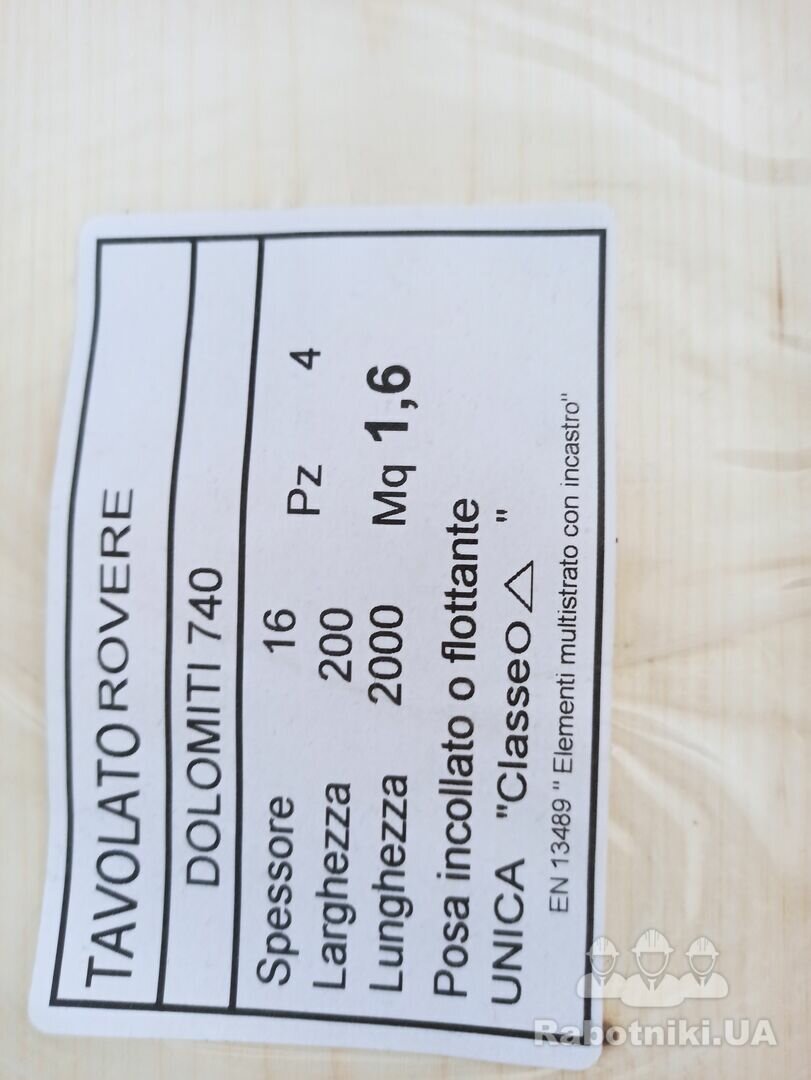 TAVOLATO ROVERE
DOLOMITI 740
Spessore 16 Pz 4
Larghezza 200
Lunghezza 2000 Mq 1,6
Posa incollato o flottante
UNICA "Classe O △ "
EN 13489 " Elementi multistrato con incastro"
Rabotniki.UA